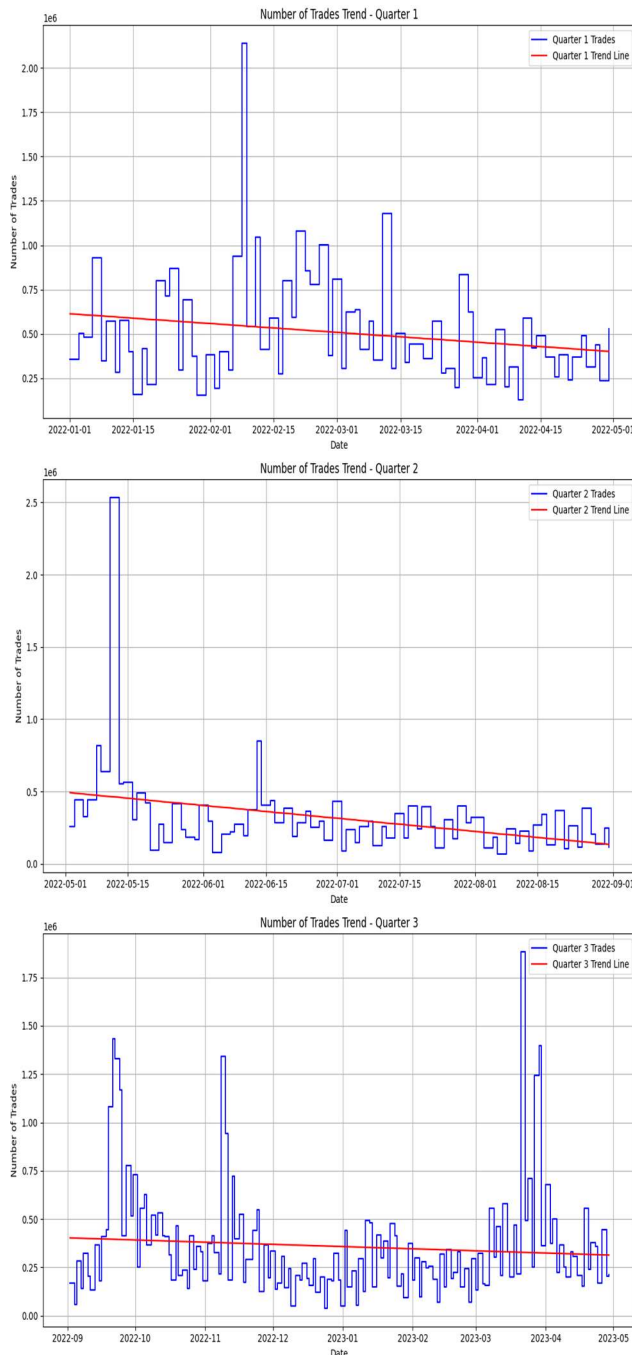 Number of Trades Trend - Quarter 1
1e6
Quarter 1 Trades
Quarter 1 Trend Line
2.00
1.75
1.50
1.25
1.00
0.75
0.50
0.25
Number of Trades
2022-01-01 2022-01-15 2022-02-01 2022-02-15 2022-03-01 2022-03-15 2022-04-01 2022-04-15 2022-05-01
Date
Number of Trades Trend - Quarter 2
1e6
Quarter 2 Trades
Quarter 2 Trend Line
2.5
2.0
1.5
1.0
0.5
0.0
Number of Trades
2022-05-01 2022-05-15 2022-06-01 2022-06-15 2022-07-01 2022-07-15 2022-08-01 2022-08-15 2022-09-01
Date
Number of Trades Trend - Quarter 3
1e6
Quarter 3 Trades
Quarter 3 Trend Line
1.75
1.50
1.25
1.00
0.75
0.50
0.25
0.00
Number of Trades
2022-09 2022-10 2022-11 2022-12 2023-01 2023-02 2023-03 2023-04 2023-05
Date